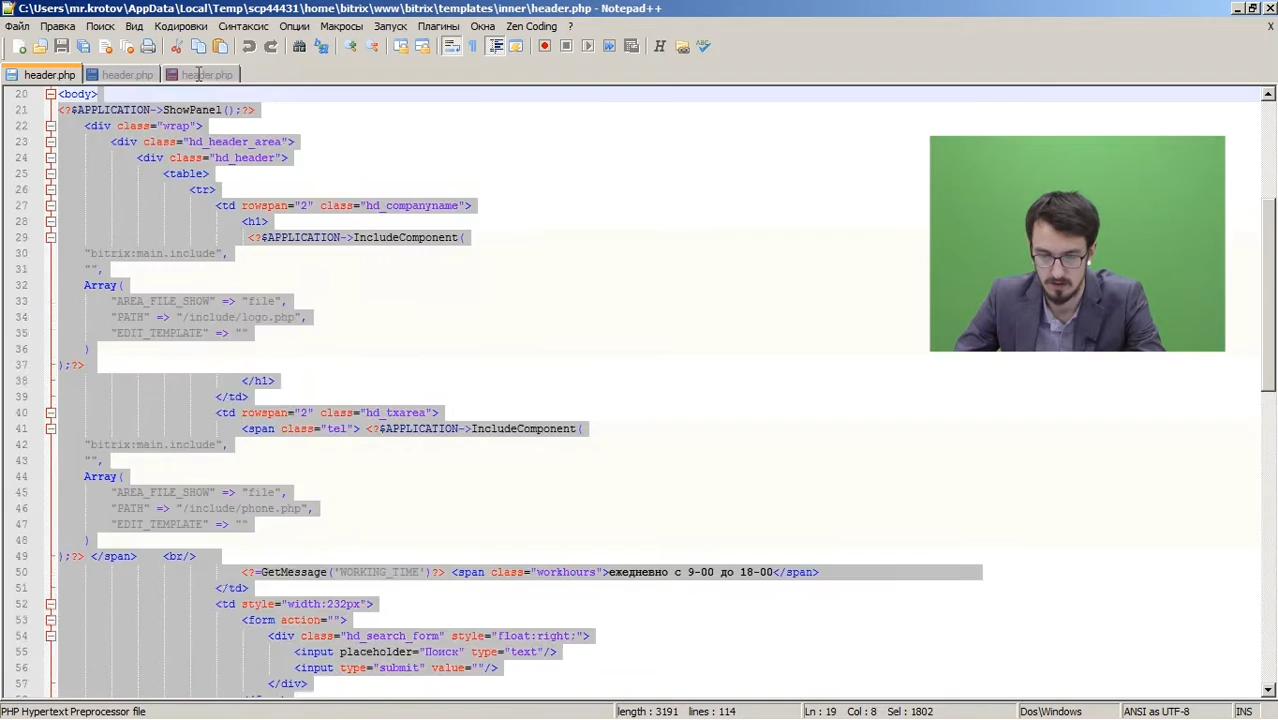 C:\Users\mr.krotov\AppData\Local\Temp\scp44431\home\bitrix\www\bitrix\templates\inner\header.php - Notepad++
Файл Правка Поиск Вид Кодировки Синтаксис Опции Макросы Запуск Плагины Окна Zen Coding ? X
header.php header.php header.php
20 <body>
21 <?$APPLICATION->ShowPanel();?>
22 <div class="wrap">
23 <div class="hd_header_area">
24 <div class="hd_header">
25 <table>
26 <tr>
27 <td rowspan="2" class="hd_companyname">
28 <h1>
29 <?$APPLICATION->IncludeComponent(
30 "bitrix:main.include",
31 "",
32 Array(
33 "AREA_FILE_SHOW" => "file",
34 "PATH" => "/include/logo.php",
35 "EDIT_TEMPLATE" => ""
36 )
37 );?>
38 </h1>
39 </td>
40 <td rowspan="2" class="hd_txarea">
41 <span class="tel"> <?$APPLICATION->IncludeComponent(
42 "bitrix:main.include",
43 "",
44 Array(
45 "AREA_FILE_SHOW" => "file",
46 "PATH" => "/include/phone.php",
47 "EDIT_TEMPLATE" => ""
48 )
49 );?> </span> <br/>
50 <?=GetMessage('WORKING_TIME')?> <span class="workhours">ежедневно с 9-00 до 18-00</span>
51 </td>
52 <td style="width:232px">
53 <form action="">
54 <div class="hd_search_form" style="float:right;">
55 <input placeholder="Поиск" type="text"/>
56 <input type="submit" value=""/>
57 </div>
PHP Hypertext Preprocessor file length : 3191 lines : 114 Ln : 19 Col : 8 Sel : 1802 Dos\Windows ANSI as UTF-8 INS